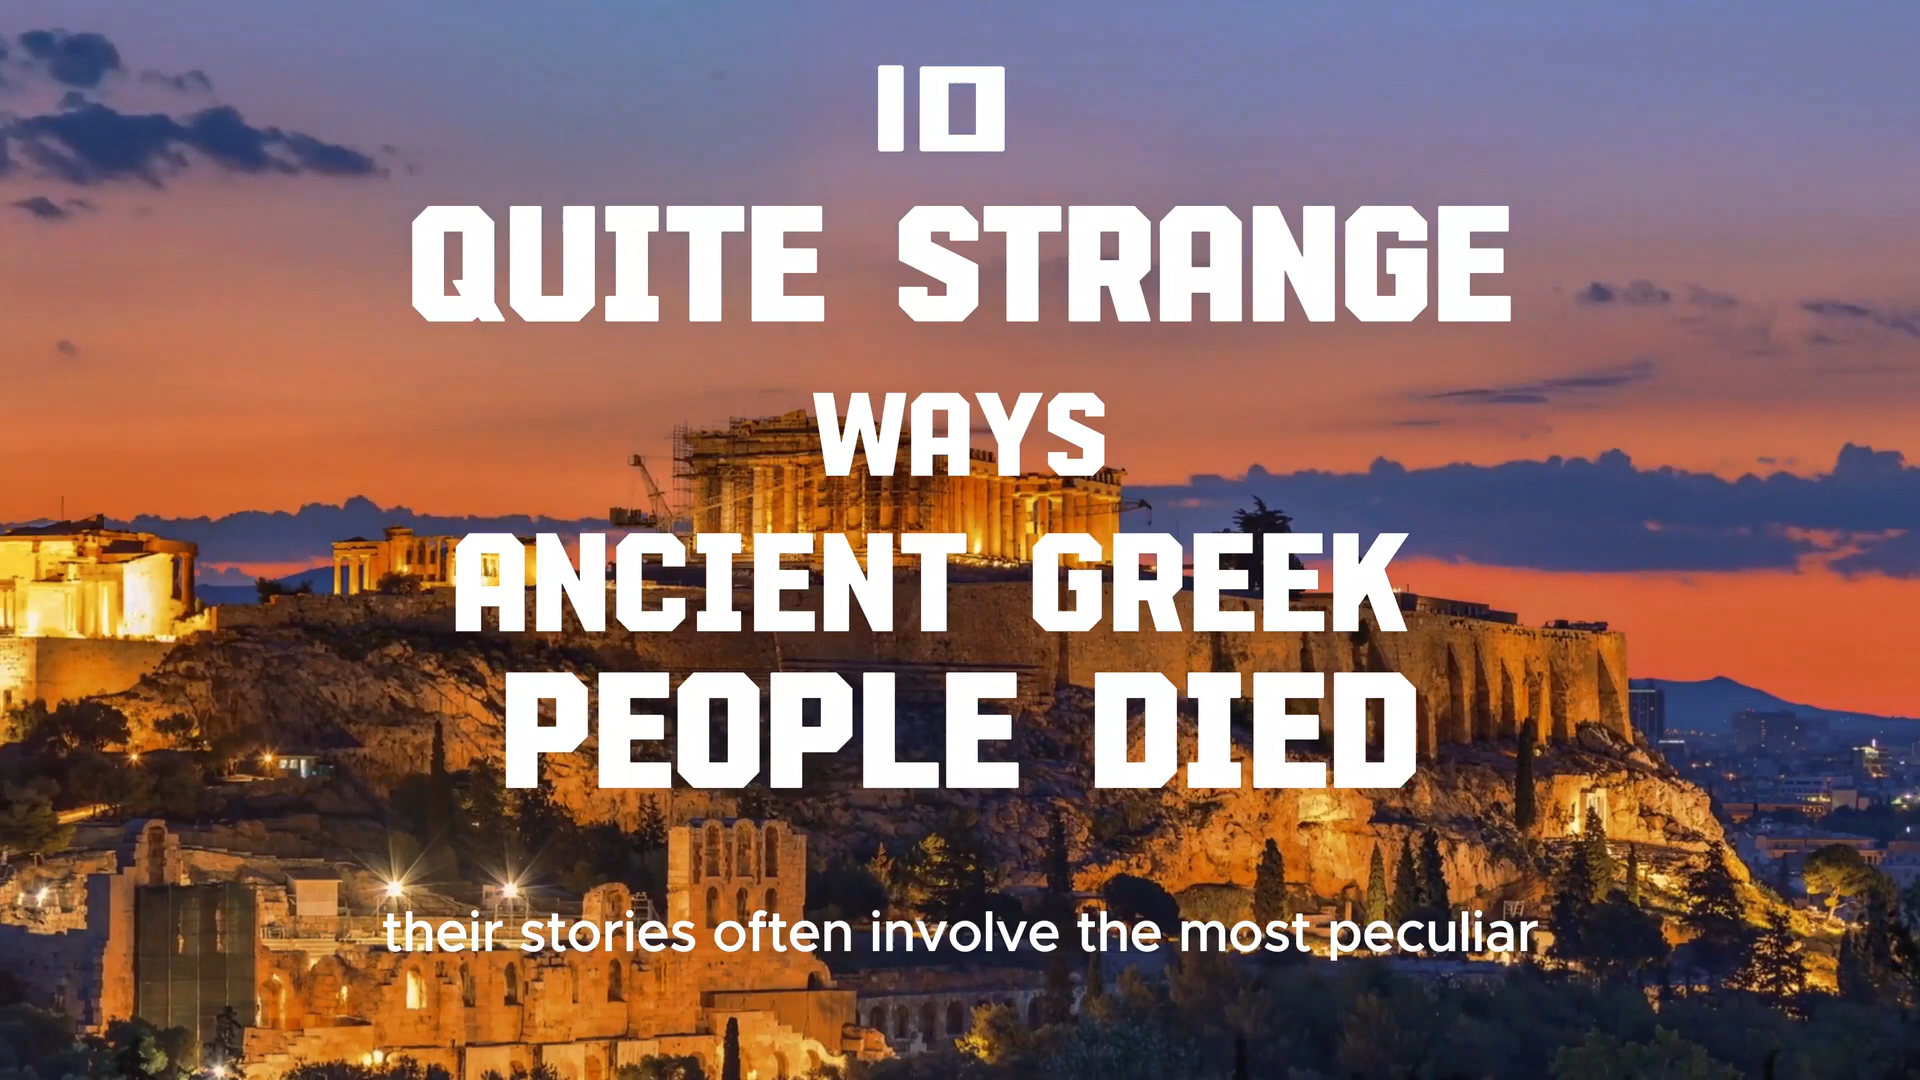 10
QUITE STRANGE
WAYS
ANCIENT GREEK
PEOPLE DIED
their stories often involve the most peculiar